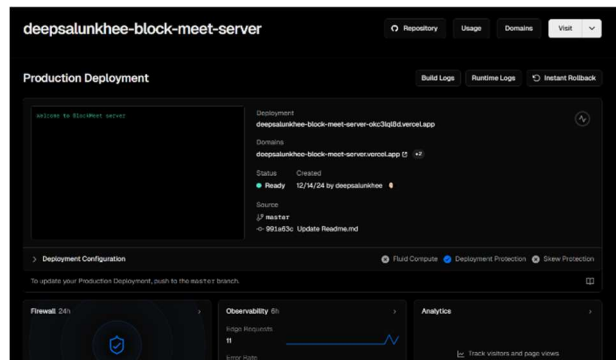 deepsalunkhee-block-meet-server
Repository
Usage
Domains
Visit
Production Deployment
Build Logs
Runtime Logs
Instant Rollback
welcome to BlockMeet server
Deployment
deepsalunkhee-block-meet-server-okc3lql8d.vercel.app
Domains
deepsalunkhee-block-meet-server.vercel.app
+2
Status Created
Ready 12/14/24 by deepsalunkhee
Source
master
991a63c Update Readme.md
Deployment Configuration
Fluid Compute
Deployment Protection
Skew Protection
To update your Production Deployment, push to the master branch.
Firewall 24h
Observability 6h
Edge Requests
11
Error Rate
Analytics
Track visitors and page views